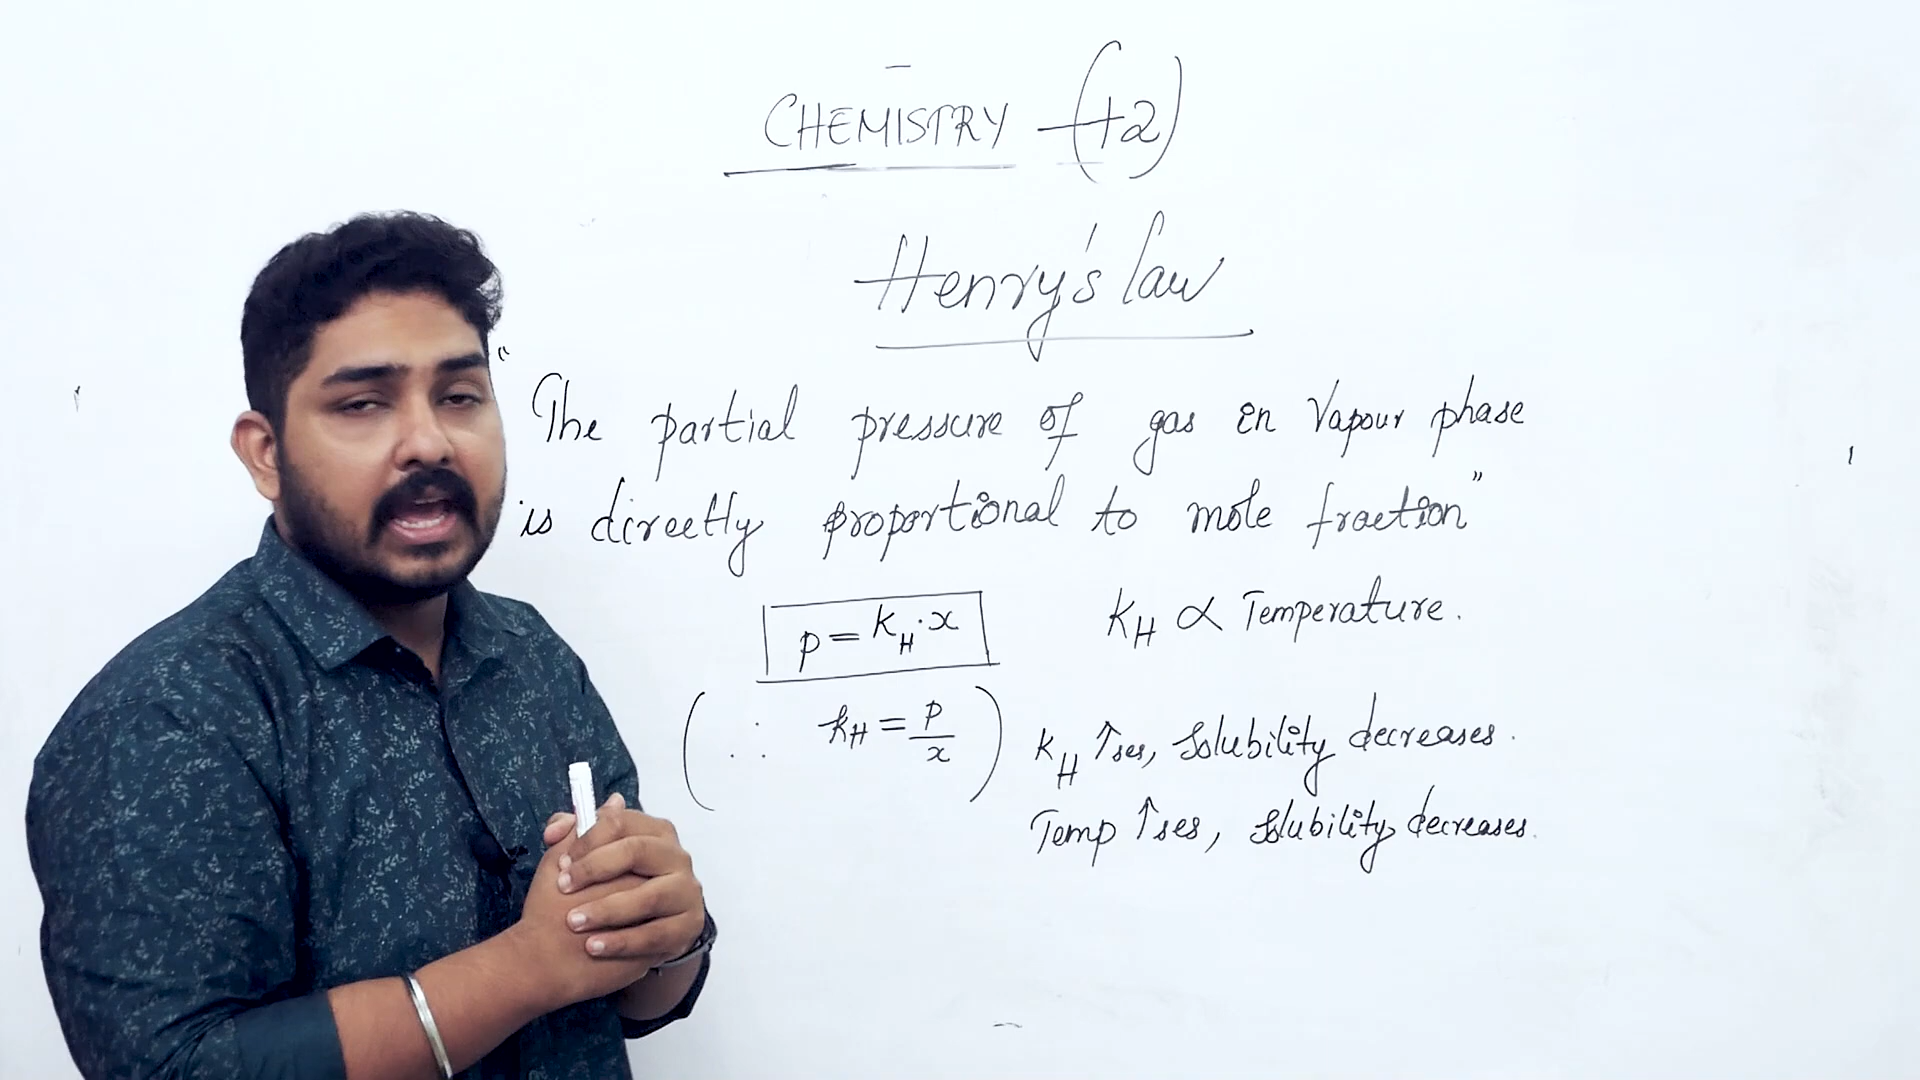 CHEMISTRY - (+2)
Henry's law
"The partial pressure of gas in Vapour phase
is directly proportional to mole fraction"
p = K_H · x
K_H ∝ Temperature.
(∴ k_H = p/x)
K_H ↑ses, Solubility decreases.
Temp ↑ses, Solubility decreases.